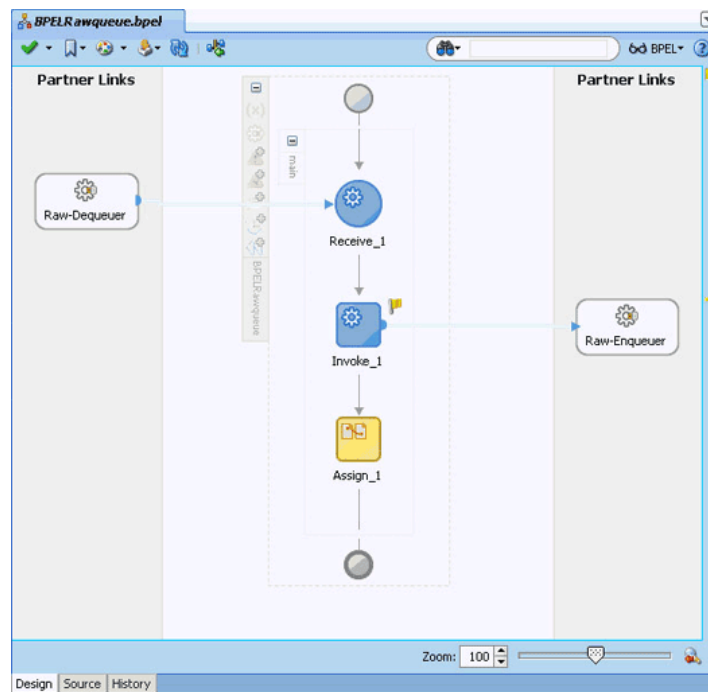 BPELRawqueue.bpel
BPEL
Partner Links
Partner Links
main
Raw-Dequeuer
Receive_1
BPELRawqueue
Raw-Enqueuer
Invoke_1
Assign_1
Zoom: 100
Design Source History